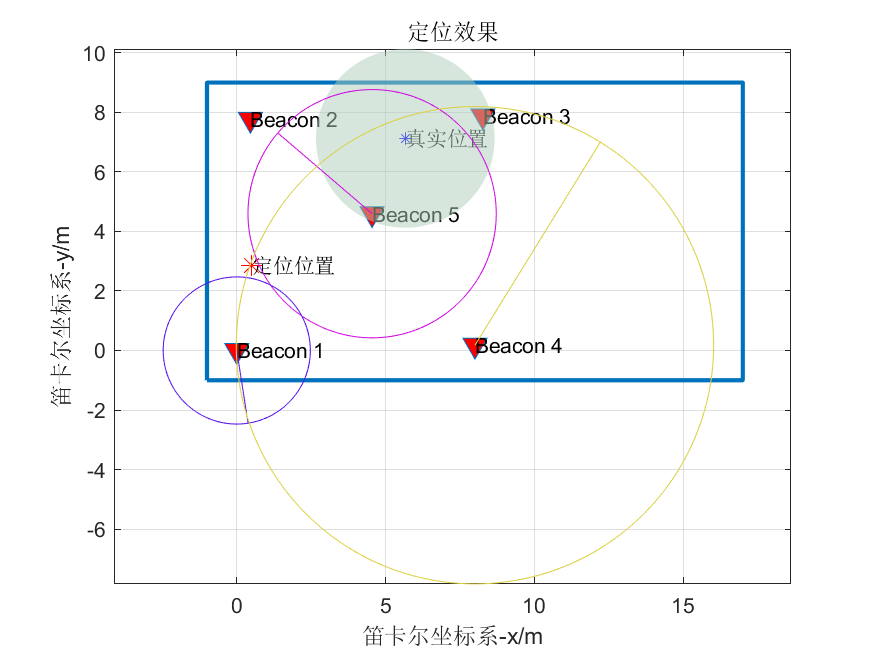 定位效果
10
8
6
4
2
0
-2
-4
-6
Beacon 2
Beacon 3
真实位置
Beacon 5
定位位置
Beacon 1
Beacon 4
0
5
10
15
笛卡尔坐标系-x/m
笛卡尔坐标系-y/m